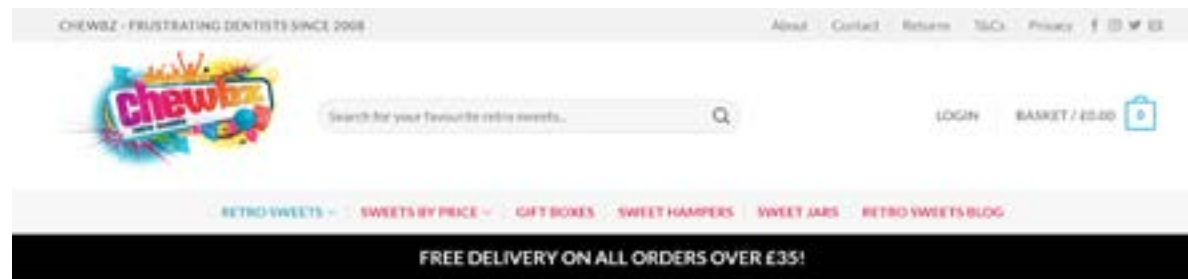 CHEWBZ - FRUSTRATING DENTISTS SINCE 2008
About Contact Returns T&Cs Privacy
chewbz
Search for your favourite retro sweets...
LOGIN BASKET / £0.00 0
RETRO SWEETS SWEETS BY PRICE GIFT BOXES SWEET HAMPERS SWEET JARS RETRO SWEETS BLOG
FREE DELIVERY ON ALL ORDERS OVER £35!